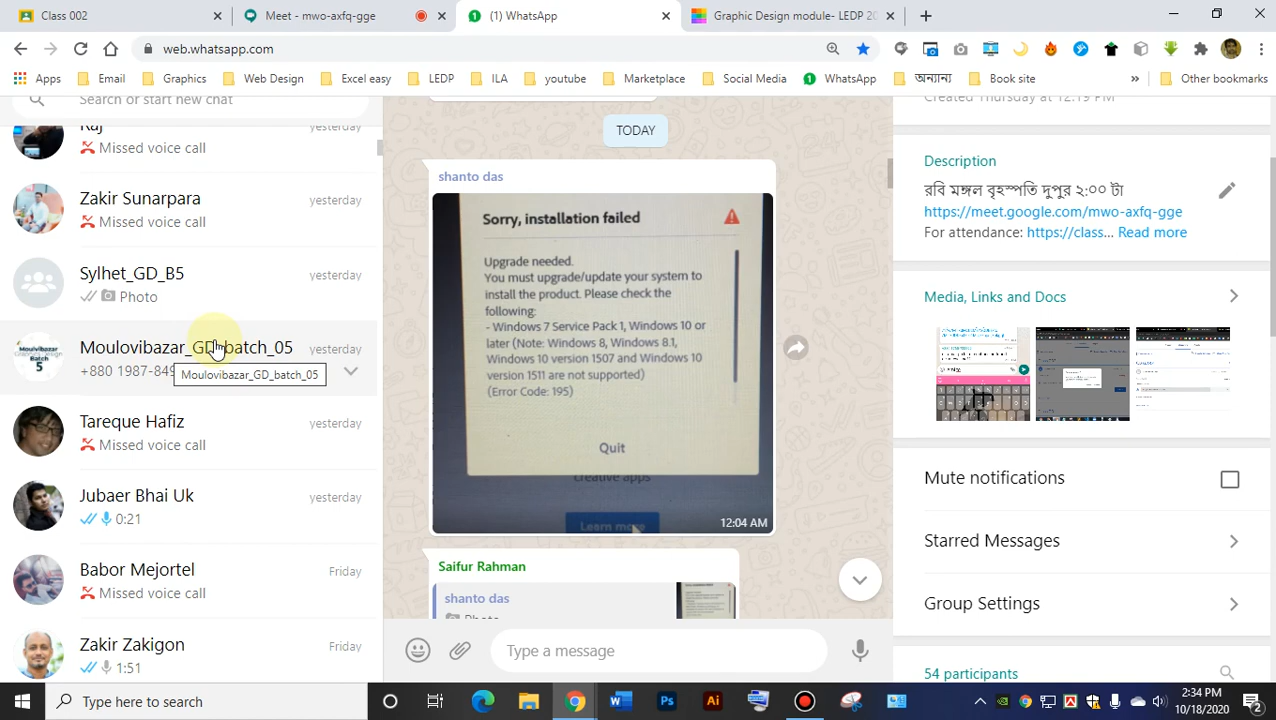 Class 002
Meet - mwo-axfq-gge
(1) WhatsApp
Graphic Design module- LEDP 20
web.whatsapp.com
Apps
Email
Graphics
Web Design
Excel easy
LEDP
ILA
youtube
Marketplace
Social Media
WhatsApp
অন্যান্য
Book site
»
Other bookmarks
Search or start new chat
Raj
yesterday
Missed voice call
Zakir Sunarpara
yesterday
Missed voice call
Sylhet_GD_B5
yesterday
Photo
Moulovibazar_GD_batch_05
yesterday
+880 1987-849
Moulovibazar_GD_batch_05
Tareque Hafiz
yesterday
Missed voice call
Jubaer Bhai Uk
yesterday
0:21
Babor Mejortel
Friday
Missed voice call
Zakir Zakigon
Friday
1:51
TODAY
shanto das
Sorry, installation failed
Upgrade needed.
You must upgrade/update your system to
install the product. Please check the
following:
- Windows 7 Service Pack 1, Windows 10 or
later (Note: Windows 8, Windows 8.1,
Windows 10 version 1507 and Windows 10
version 1511 are not supported)
(Error Code: 195)
Quit
creative apps
Learn more
12:04 AM
Saifur Rahman
shanto das
Photo
Type a message
Created Thursday at 12:19 PM
Description
রবি মঙ্গল বৃহস্পতি দুপুর ২:০০ টা
https://meet.google.com/mwo-axfq-gge
For attendance: https://class... Read more
Media, Links and Docs
Mute notifications
Starred Messages
Group Settings
54 participants
Type here to search
2:34 PM
10/18/2020